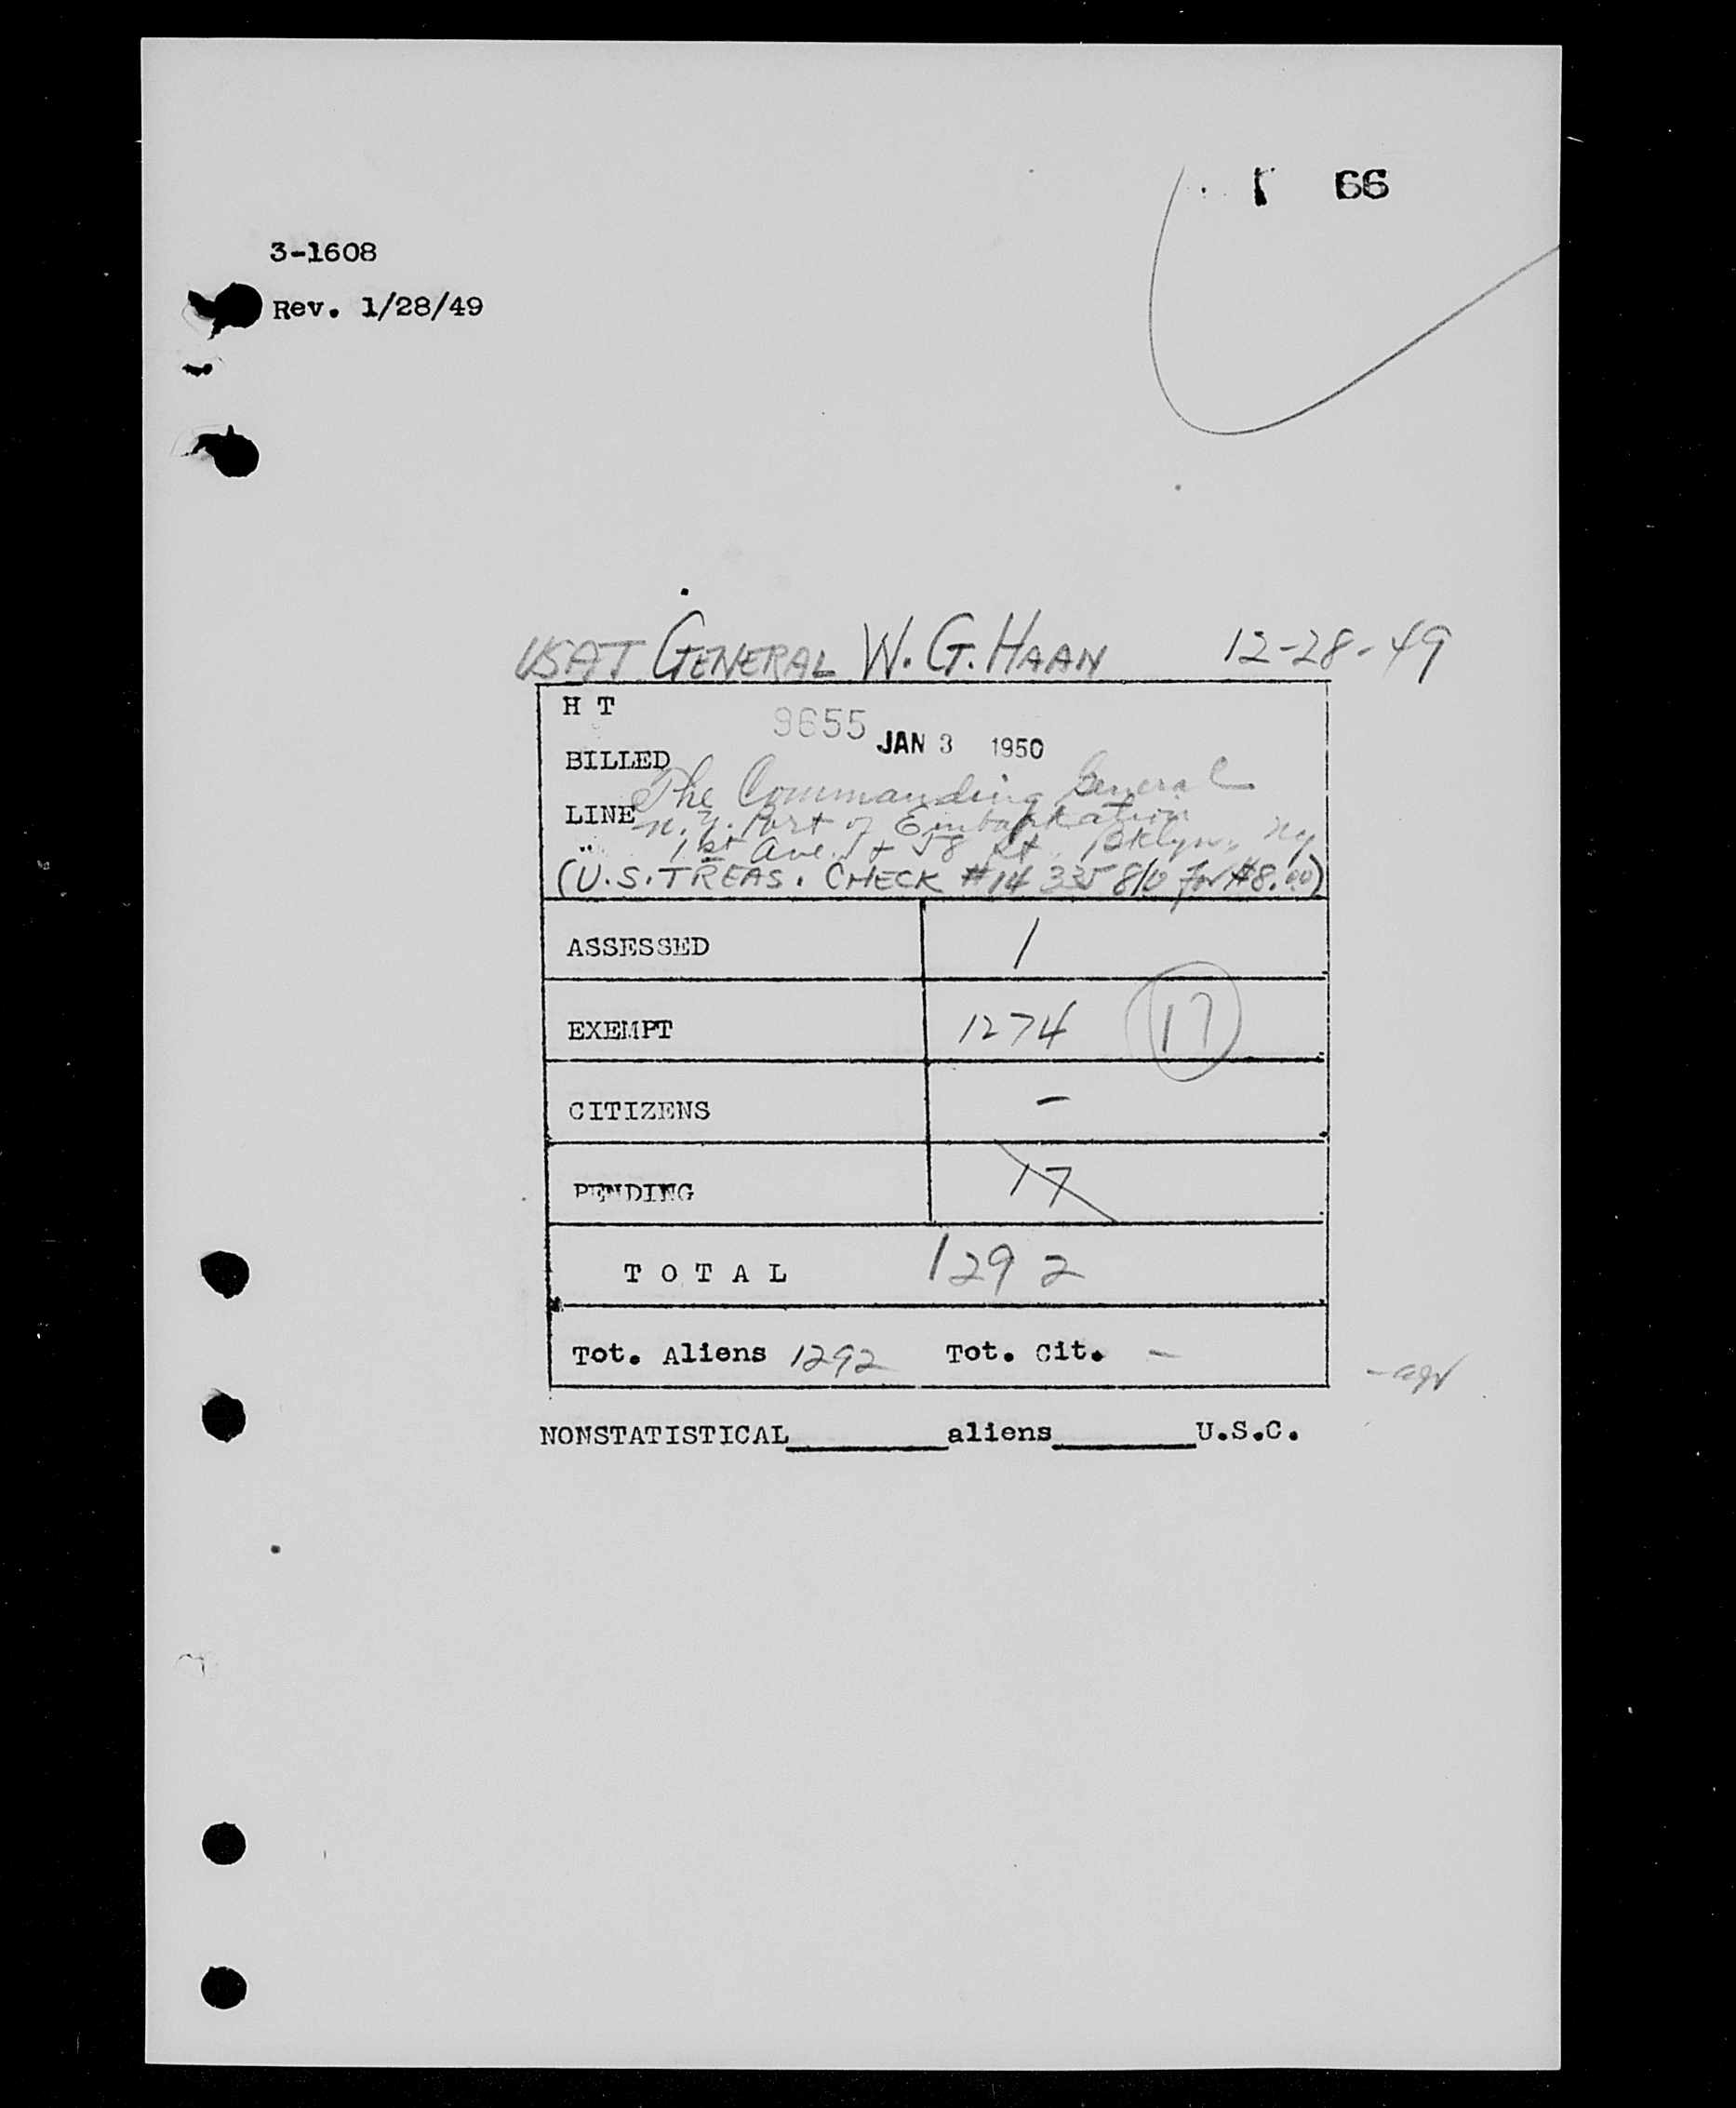 66
3-1608
Rev. 1/28/49
USAT GENERAL W. G. HAAN 12-28-49
H T
9655 JAN 3 1950
BILLED
The Commanding General
LINE
N.Y. Port of Embarkation
" 1st Ave. + 58 St. Bklyn, NY
(U.S. TREAS. CHECK #14 335 810 for $8.00)
ASSESSED 1
EXEMPT 1274 17
CITIZENS -
PENDING 17
TOTAL 1292
Tot. Aliens 1292 Tot. Cit. -
NONSTATISTICAL________aliens________U.S.C.